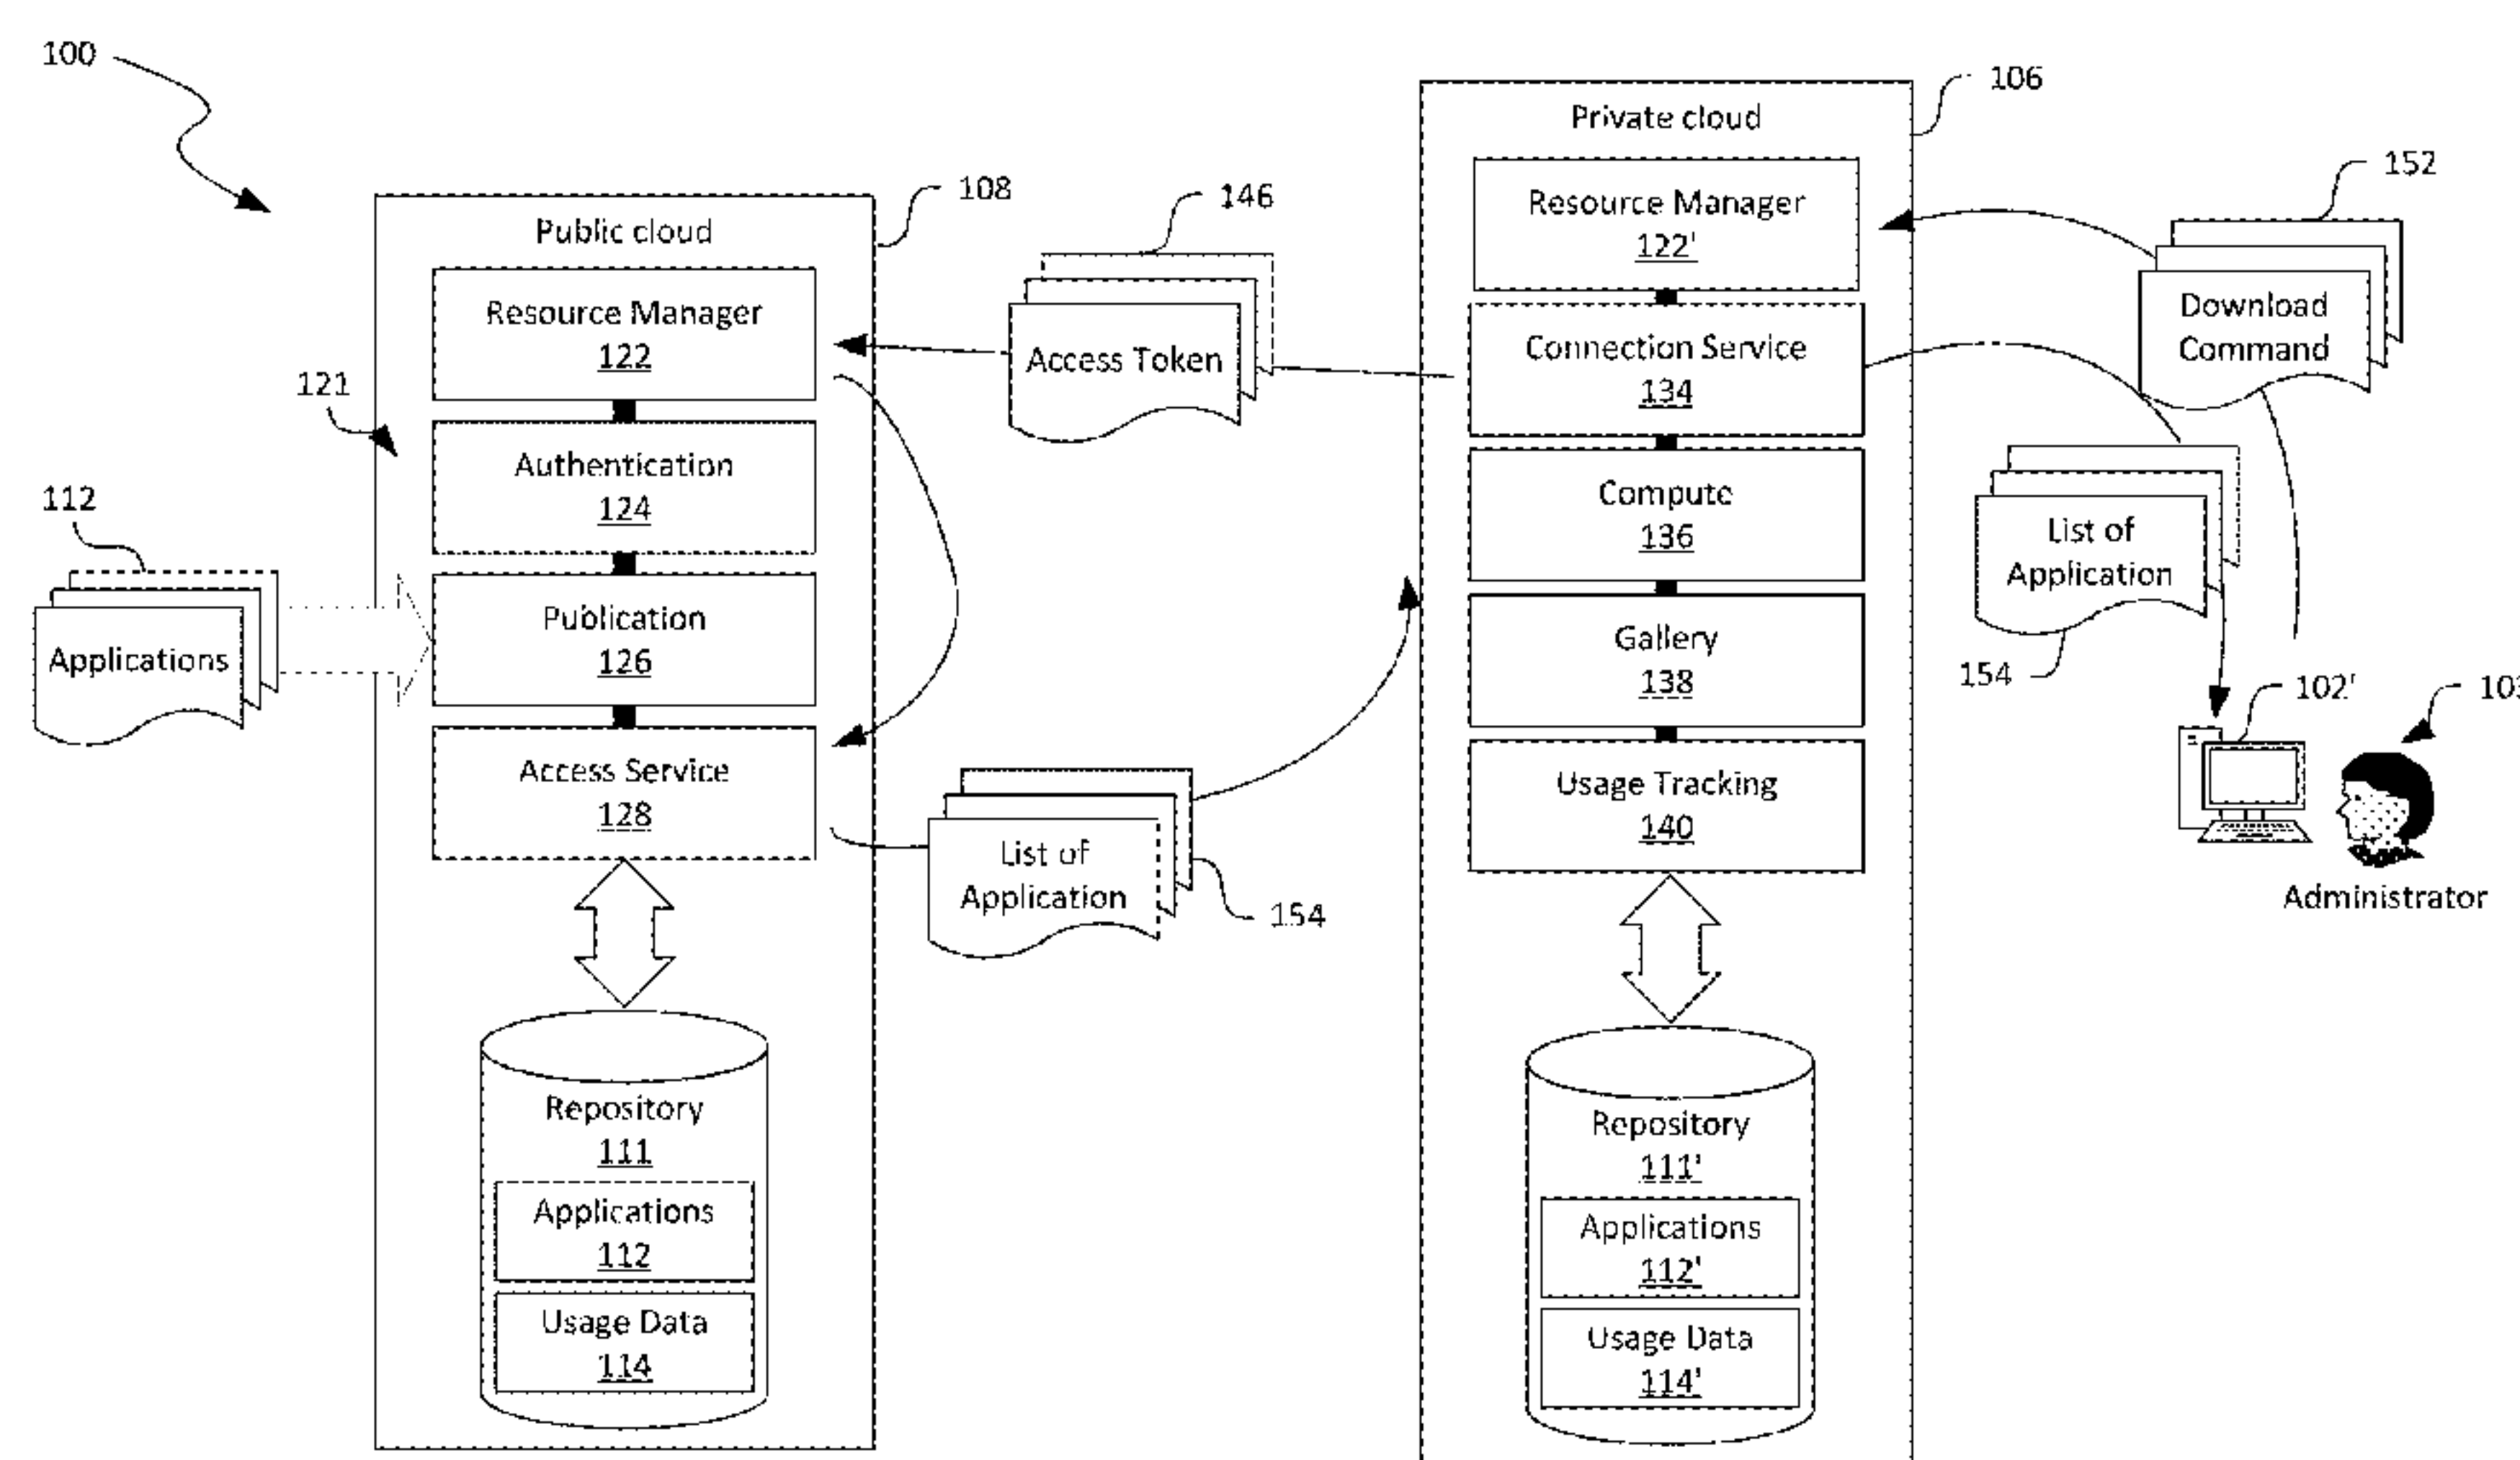 100
Public cloud
108
Resource Manager
122
121
Authentication
124
Publication
126
Access Service
128
112
Applications
Repository
111
Applications
112
Usage Data
114
146
Access Token
List of
Application
154
Private cloud
106
Resource Manager
122'
Connection Service
134
Compute
136
Gallery
138
Usage Tracking
140
Repository
111'
Applications
112'
Usage Data
114'
152
Download
Command
List of
Application
154
102'
103
Administrator